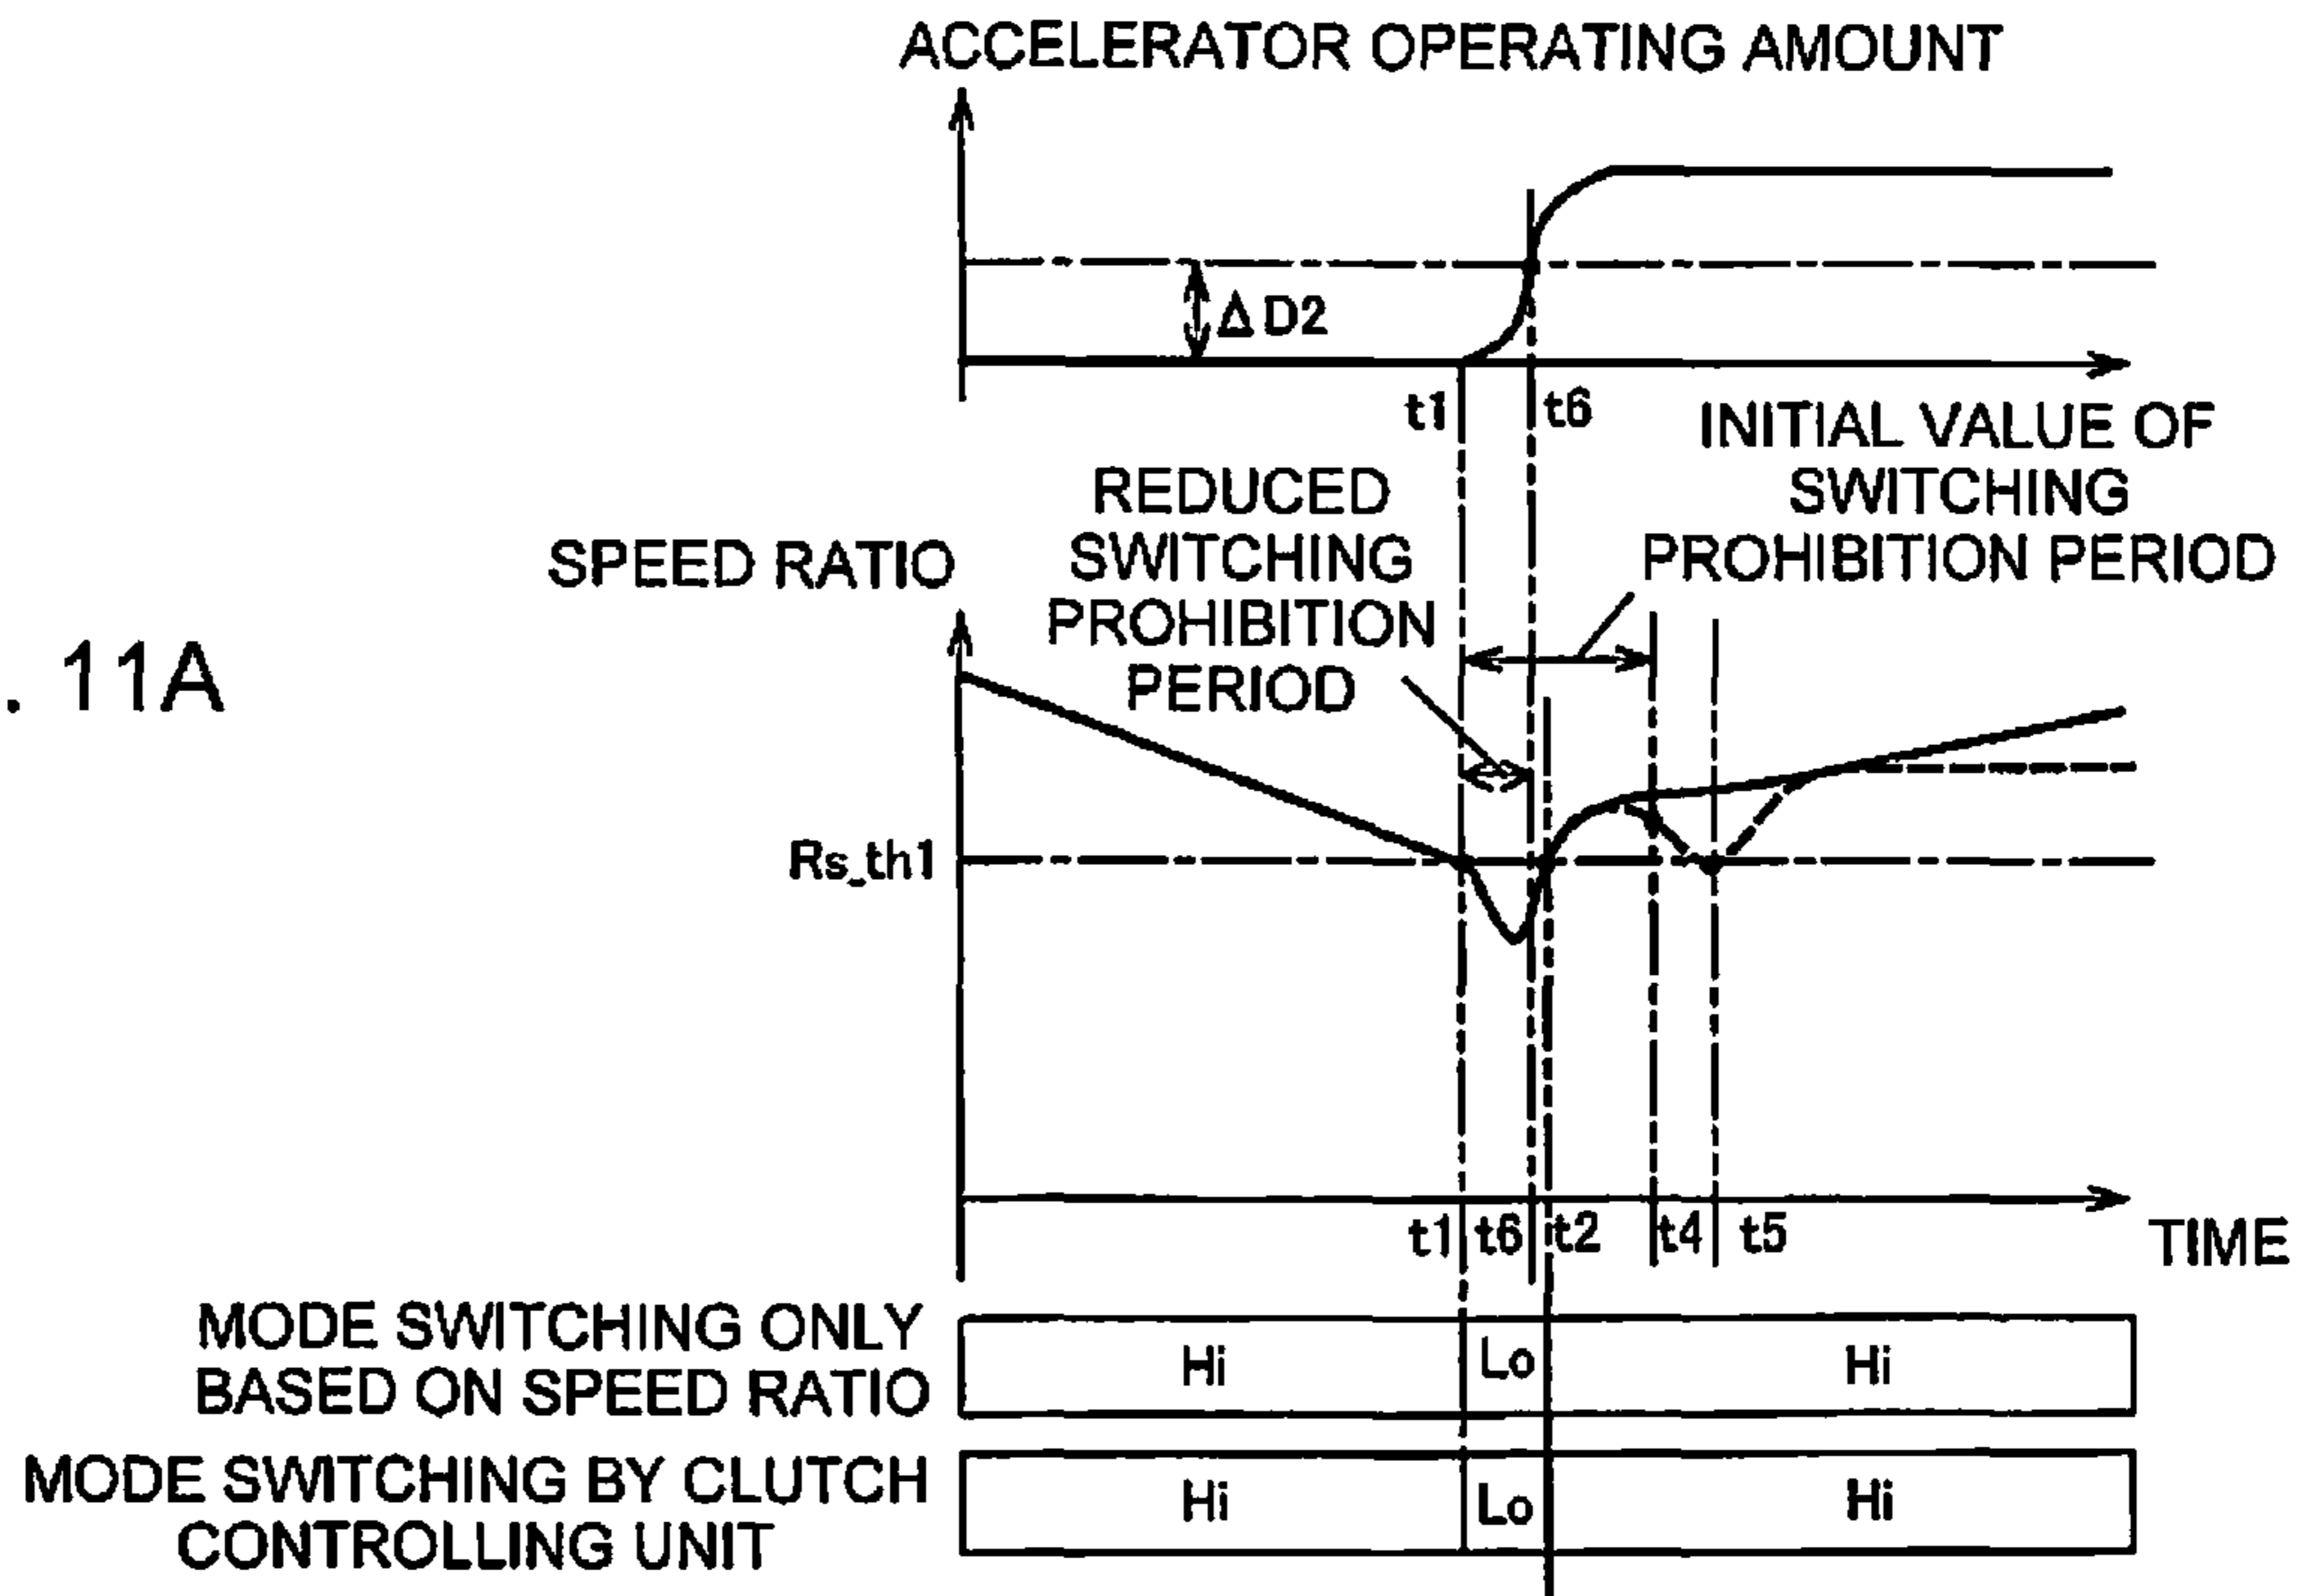 ACCELERATOR OPERATING AMOUNT
Δ D2
t1
t6
INITIAL VALUE OF
SWITCHING
PROHIBITION PERIOD
REDUCED
SWITCHING
PROHIBITION
PERIOD
SPEED RATIO
. 11A
Rs_th1
t1
t6
t2
t4
t5
TIME
MODE SWITCHING ONLY
BASED ON SPEED RATIO
Hi
Lo
Hi
MODE SWITCHING BY CLUTCH
CONTROLLING UNIT
Hi
Lo
Hi